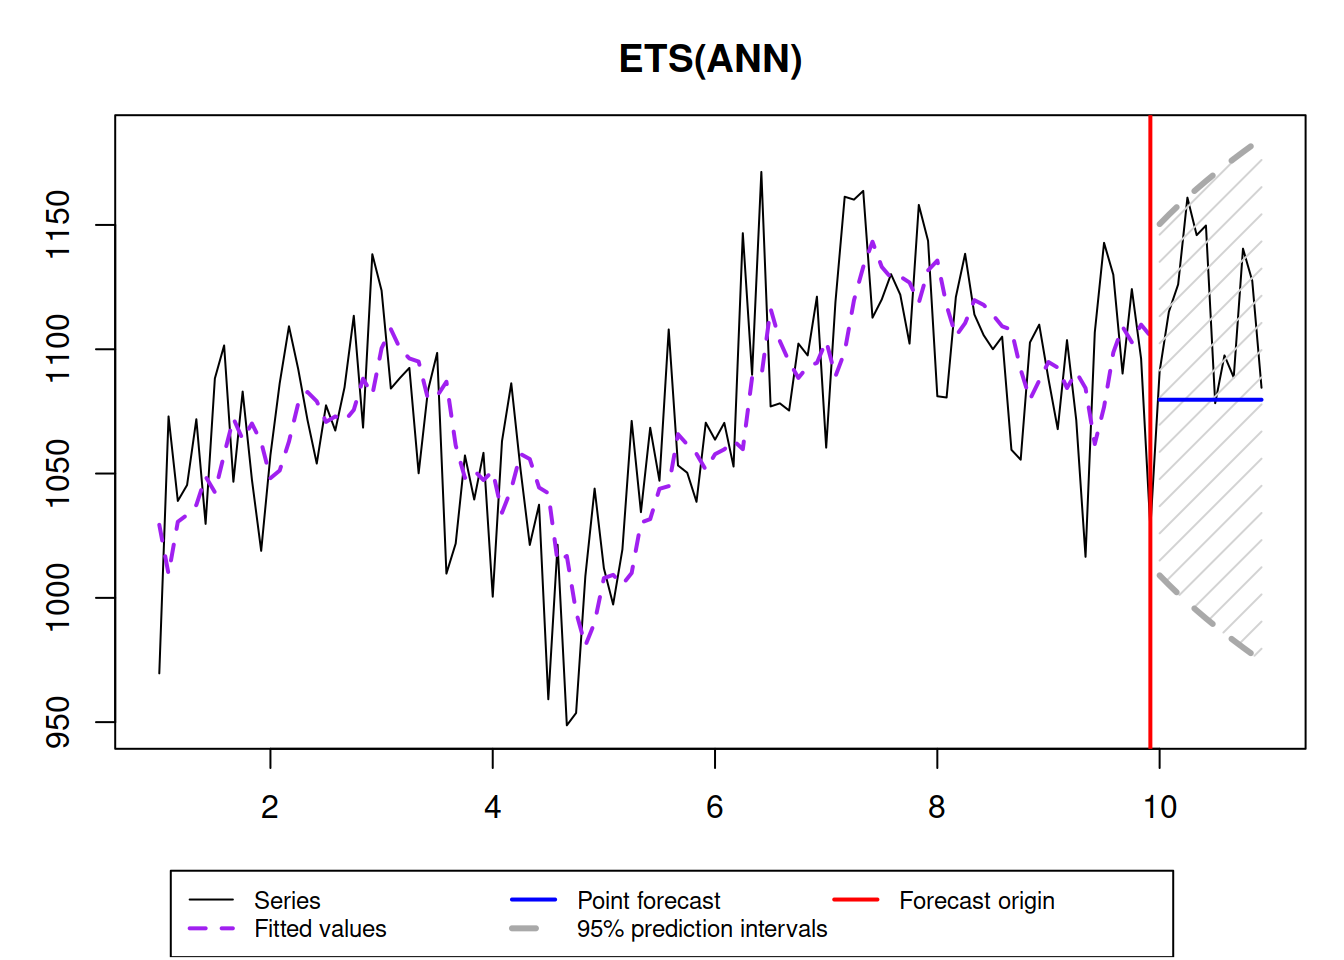 ETS(ANN)
1150
1100
1050
1000
950
2 4 6 8 10
Series Point forecast Forecast origin
Fitted values 95% prediction intervals